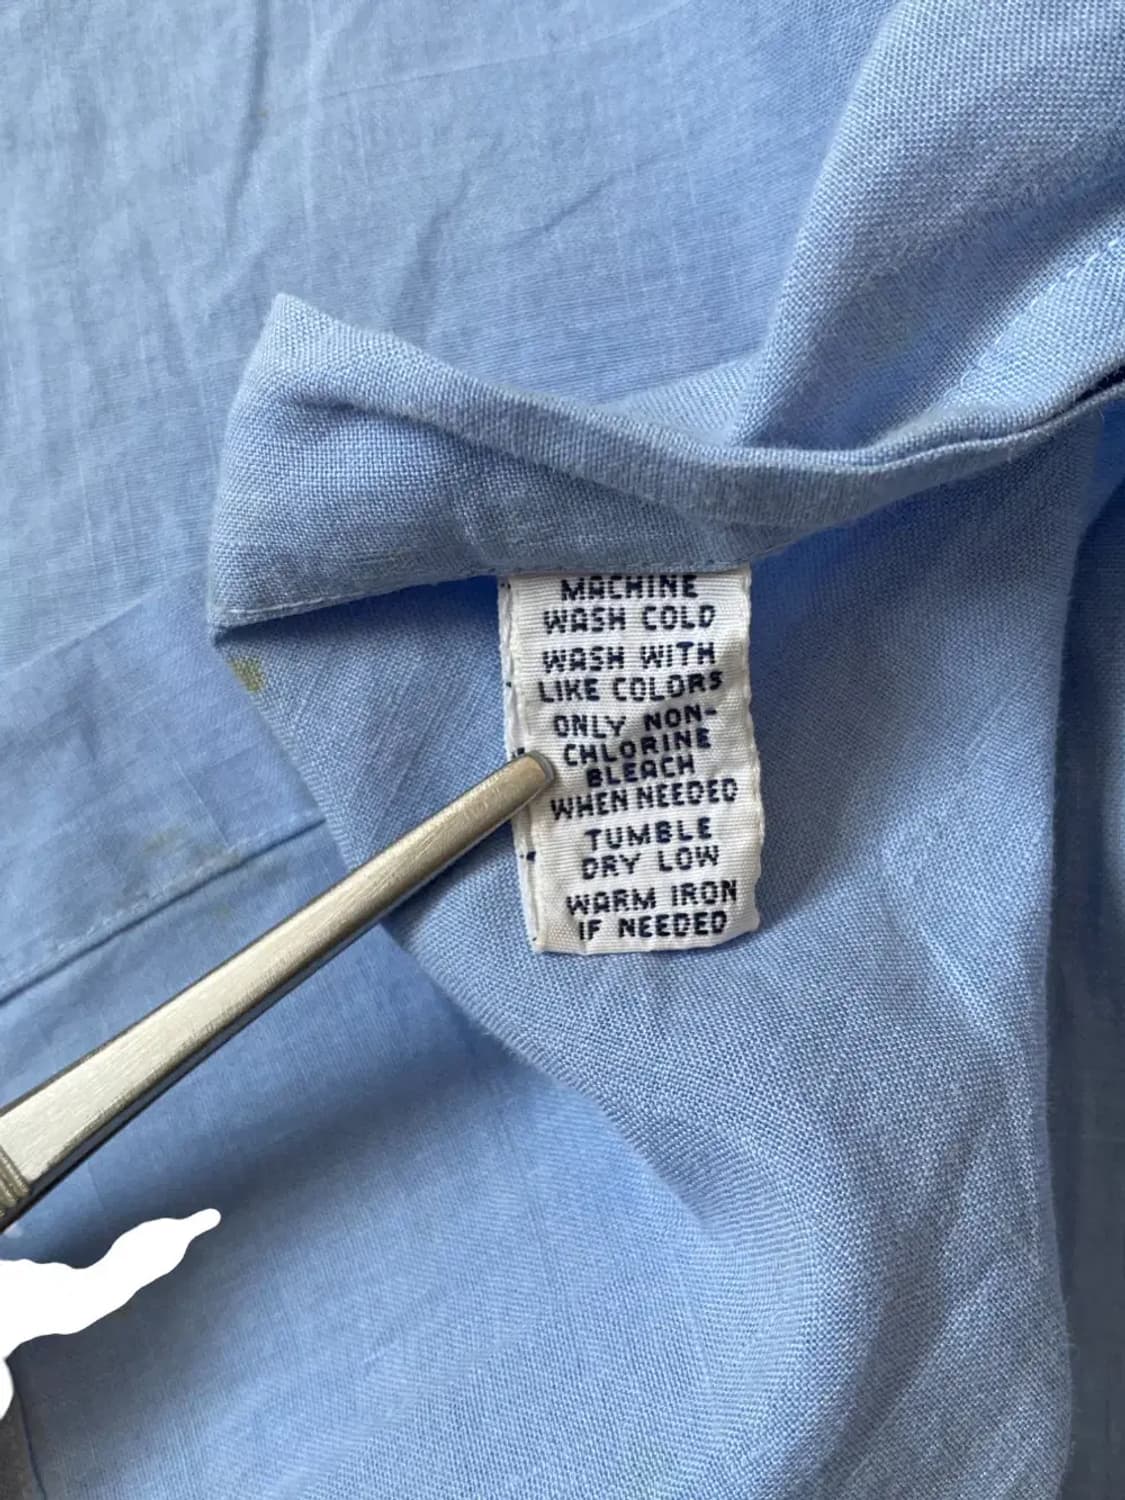 MACHINE
WASH COLD
WASH WITH
LIKE COLORS
ONLY NON-
CHLORINE
BLEACH
WHEN NEEDED
TUMBLE
DRY LOW
WARM IRON
IF NEEDED